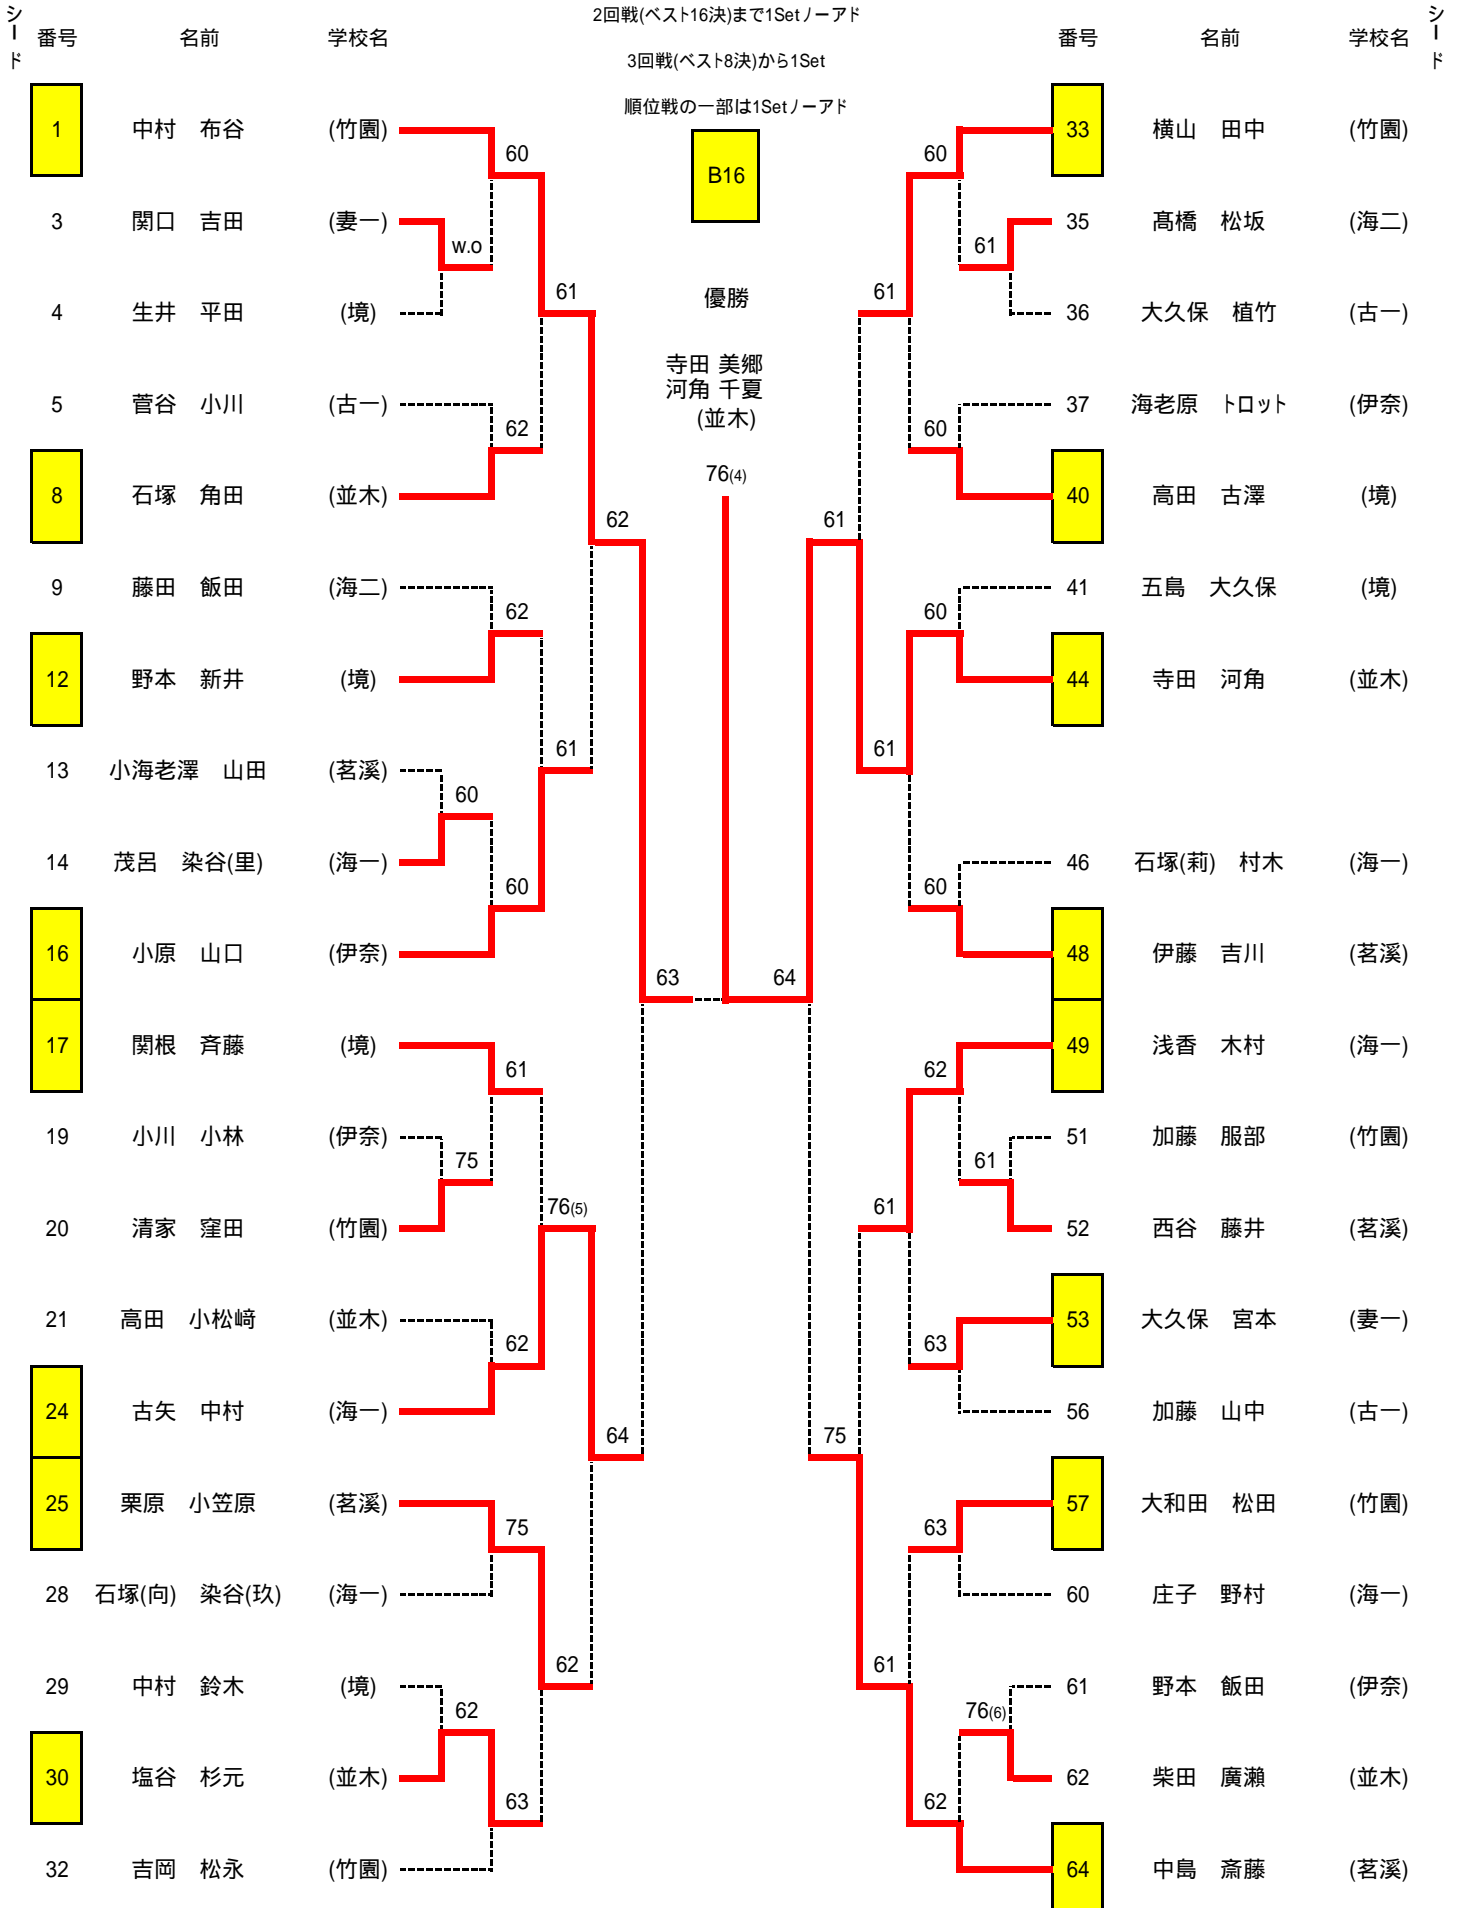 2回戦(ベスト16決)まで1Setノーアド
シード 番号 名前 学校名
番号 名前 学校名 シード
3回戦(ベスト8決)から1Set
順位戦の一部は1Setノーアド
B16
優勝
寺田 美郷
河角 千夏
(並木)
76(4)
1 中村 布谷 (竹園)
60
3 関口 吉田 (妻一)
w.o
4 生井 平田 (境)
61
5 菅谷 小川 (古一)
62
8 石塚 角田 (並木)
62
9 藤田 飯田 (海二)
62
12 野本 新井 (境)
61
13 小海老澤 山田 (茗溪)
60
14 茂呂 染谷(里) (海一)
60
16 小原 山口 (伊奈)
63
17 関根 斉藤 (境)
61
19 小川 小林 (伊奈)
75
20 清家 窪田 (竹園)
76(5)
21 高田 小松﨑 (並木)
62
24 古矢 中村 (海一)
64
25 栗原 小笠原 (茗溪)
75
28 石塚(向) 染谷(玖) (海一)
62
29 中村 鈴木 (境)
62
30 塩谷 杉元 (並木)
63
32 吉岡 松永 (竹園)
33 横山 田中 (竹園)
60
35 髙橋 松坂 (海二)
61
36 大久保 植竹 (古一)
61
37 海老原 トロット (伊奈)
60
40 高田 古澤 (境)
61
41 五島 大久保 (境)
60
44 寺田 河角 (並木)
61
46 石塚(莉) 村木 (海一)
60
48 伊藤 吉川 (茗溪)
64
49 浅香 木村 (海一)
62
51 加藤 服部 (竹園)
61
52 西谷 藤井 (茗溪)
61
53 大久保 宮本 (妻一)
63
56 加藤 山中 (古一)
75
57 大和田 松田 (竹園)
63
60 庄子 野村 (海一)
61
61 野本 飯田 (伊奈)
76(6)
62 柴田 廣瀨 (並木)
62
64 中島 斎藤 (茗溪)